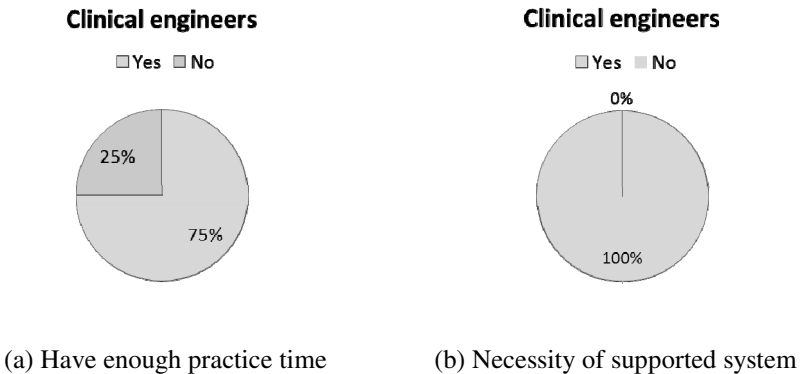 Clinical engineers
Yes No
25%
75%
(a) Have enough practice time
Clinical engineers
Yes No
0%
100%
(b) Necessity of supported system